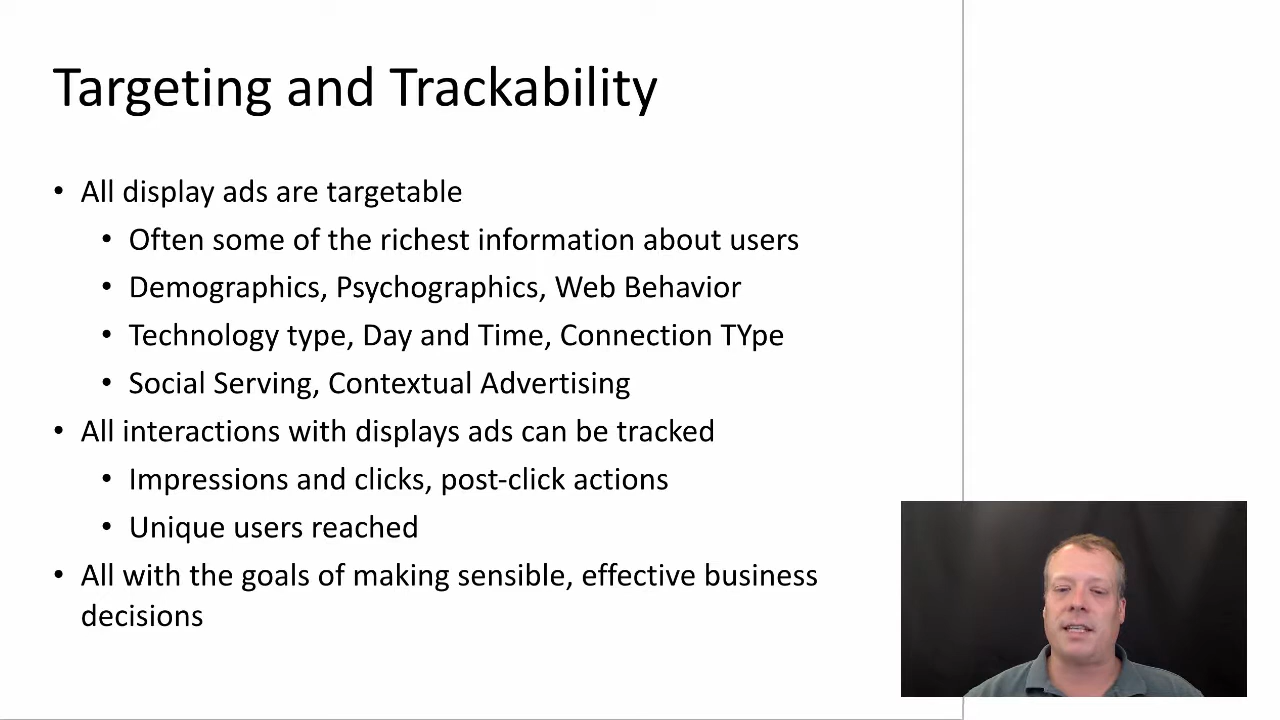 Targeting and Trackability
• All display ads are targetable
• Often some of the richest information about users
• Demographics, Psychographics, Web Behavior
• Technology type, Day and Time, Connection TYpe
• Social Serving, Contextual Advertising
• All interactions with displays ads can be tracked
• Impressions and clicks, post-click actions
• Unique users reached
• All with the goals of making sensible, effective business
decisions